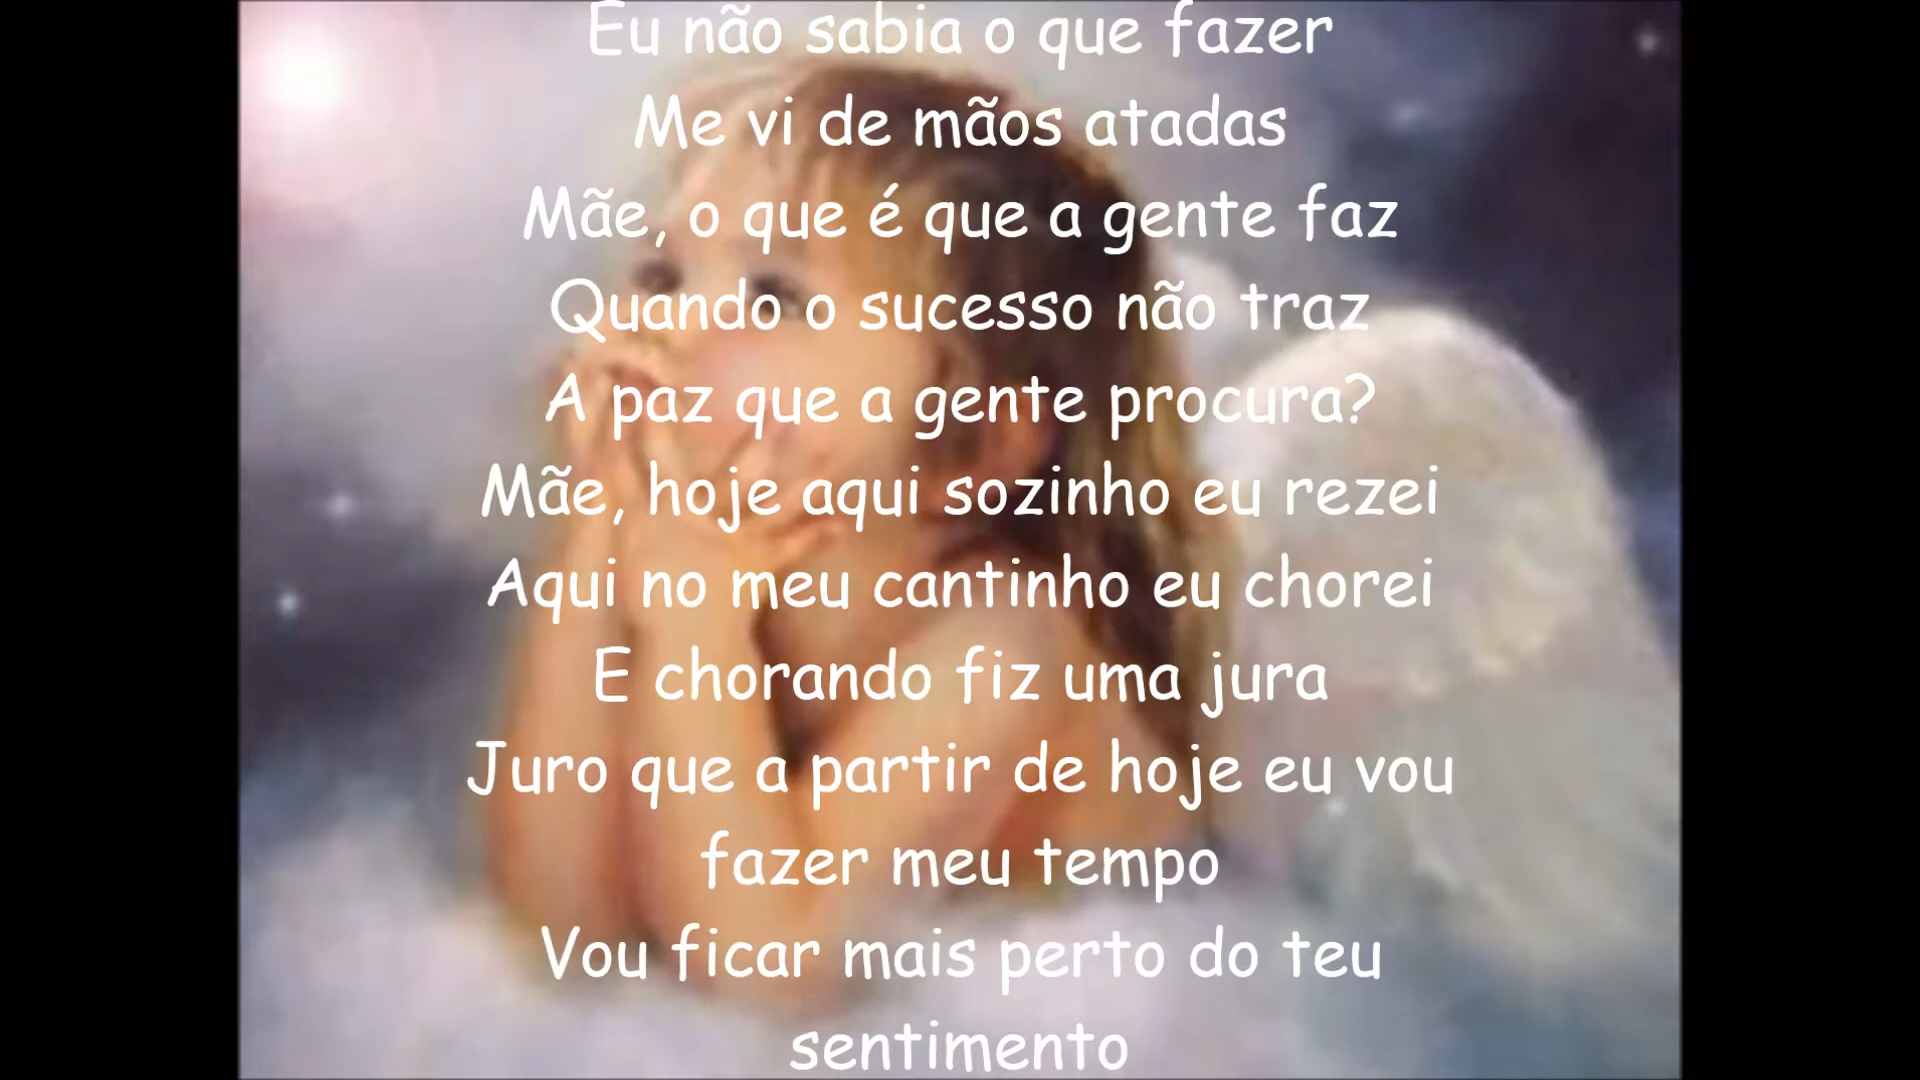 Eu não sabia o que fazer
Me vi de mãos atadas
Mãe, o que é que a gente faz
Quando o sucesso não traz
A paz que a gente procura?
Mãe, hoje aqui sozinho eu rezei
Aqui no meu cantinho eu chorei
E chorando fiz uma jura
Juro que a partir de hoje eu vou
fazer meu tempo
Vou ficar mais perto do teu
sentimento